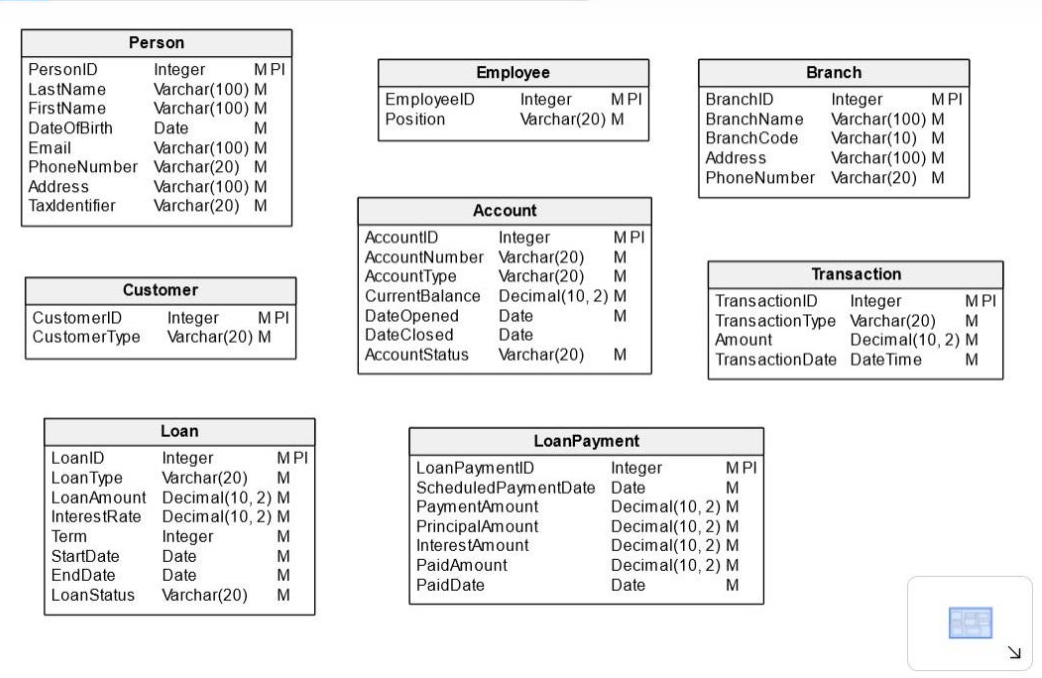 Person
PersonID Integer M PI
LastName Varchar(100) M
FirstName Varchar(100) M
DateOfBirth Date M
Email Varchar(100) M
PhoneNumber Varchar(20) M
Address Varchar(100) M
TaxIdentifier Varchar(20) M
Employee
EmployeeID Integer M PI
Position Varchar(20) M
Branch
BranchID Integer M PI
BranchName Varchar(100) M
BranchCode Varchar(10) M
Address Varchar(100) M
PhoneNumber Varchar(20) M
Customer
CustomerID Integer M PI
CustomerType Varchar(20) M
Account
AccountID Integer M PI
AccountNumber Varchar(20) M
AccountType Varchar(20) M
CurrentBalance Decimal(10, 2) M
DateOpened Date M
DateClosed Date
AccountStatus Varchar(20) M
Transaction
TransactionID Integer M PI
TransactionType Varchar(20) M
Amount Decimal(10, 2) M
TransactionDate DateTime M
Loan
LoanID Integer M PI
LoanType Varchar(20) M
LoanAmount Decimal(10, 2) M
InterestRate Decimal(10, 2) M
Term Integer M
StartDate Date M
EndDate Date M
LoanStatus Varchar(20) M
LoanPayment
LoanPaymentID Integer M PI
ScheduledPaymentDate Date M
PaymentAmount Decimal(10, 2) M
PrincipalAmount Decimal(10, 2) M
InterestAmount Decimal(10, 2) M
PaidAmount Decimal(10, 2) M
PaidDate Date M